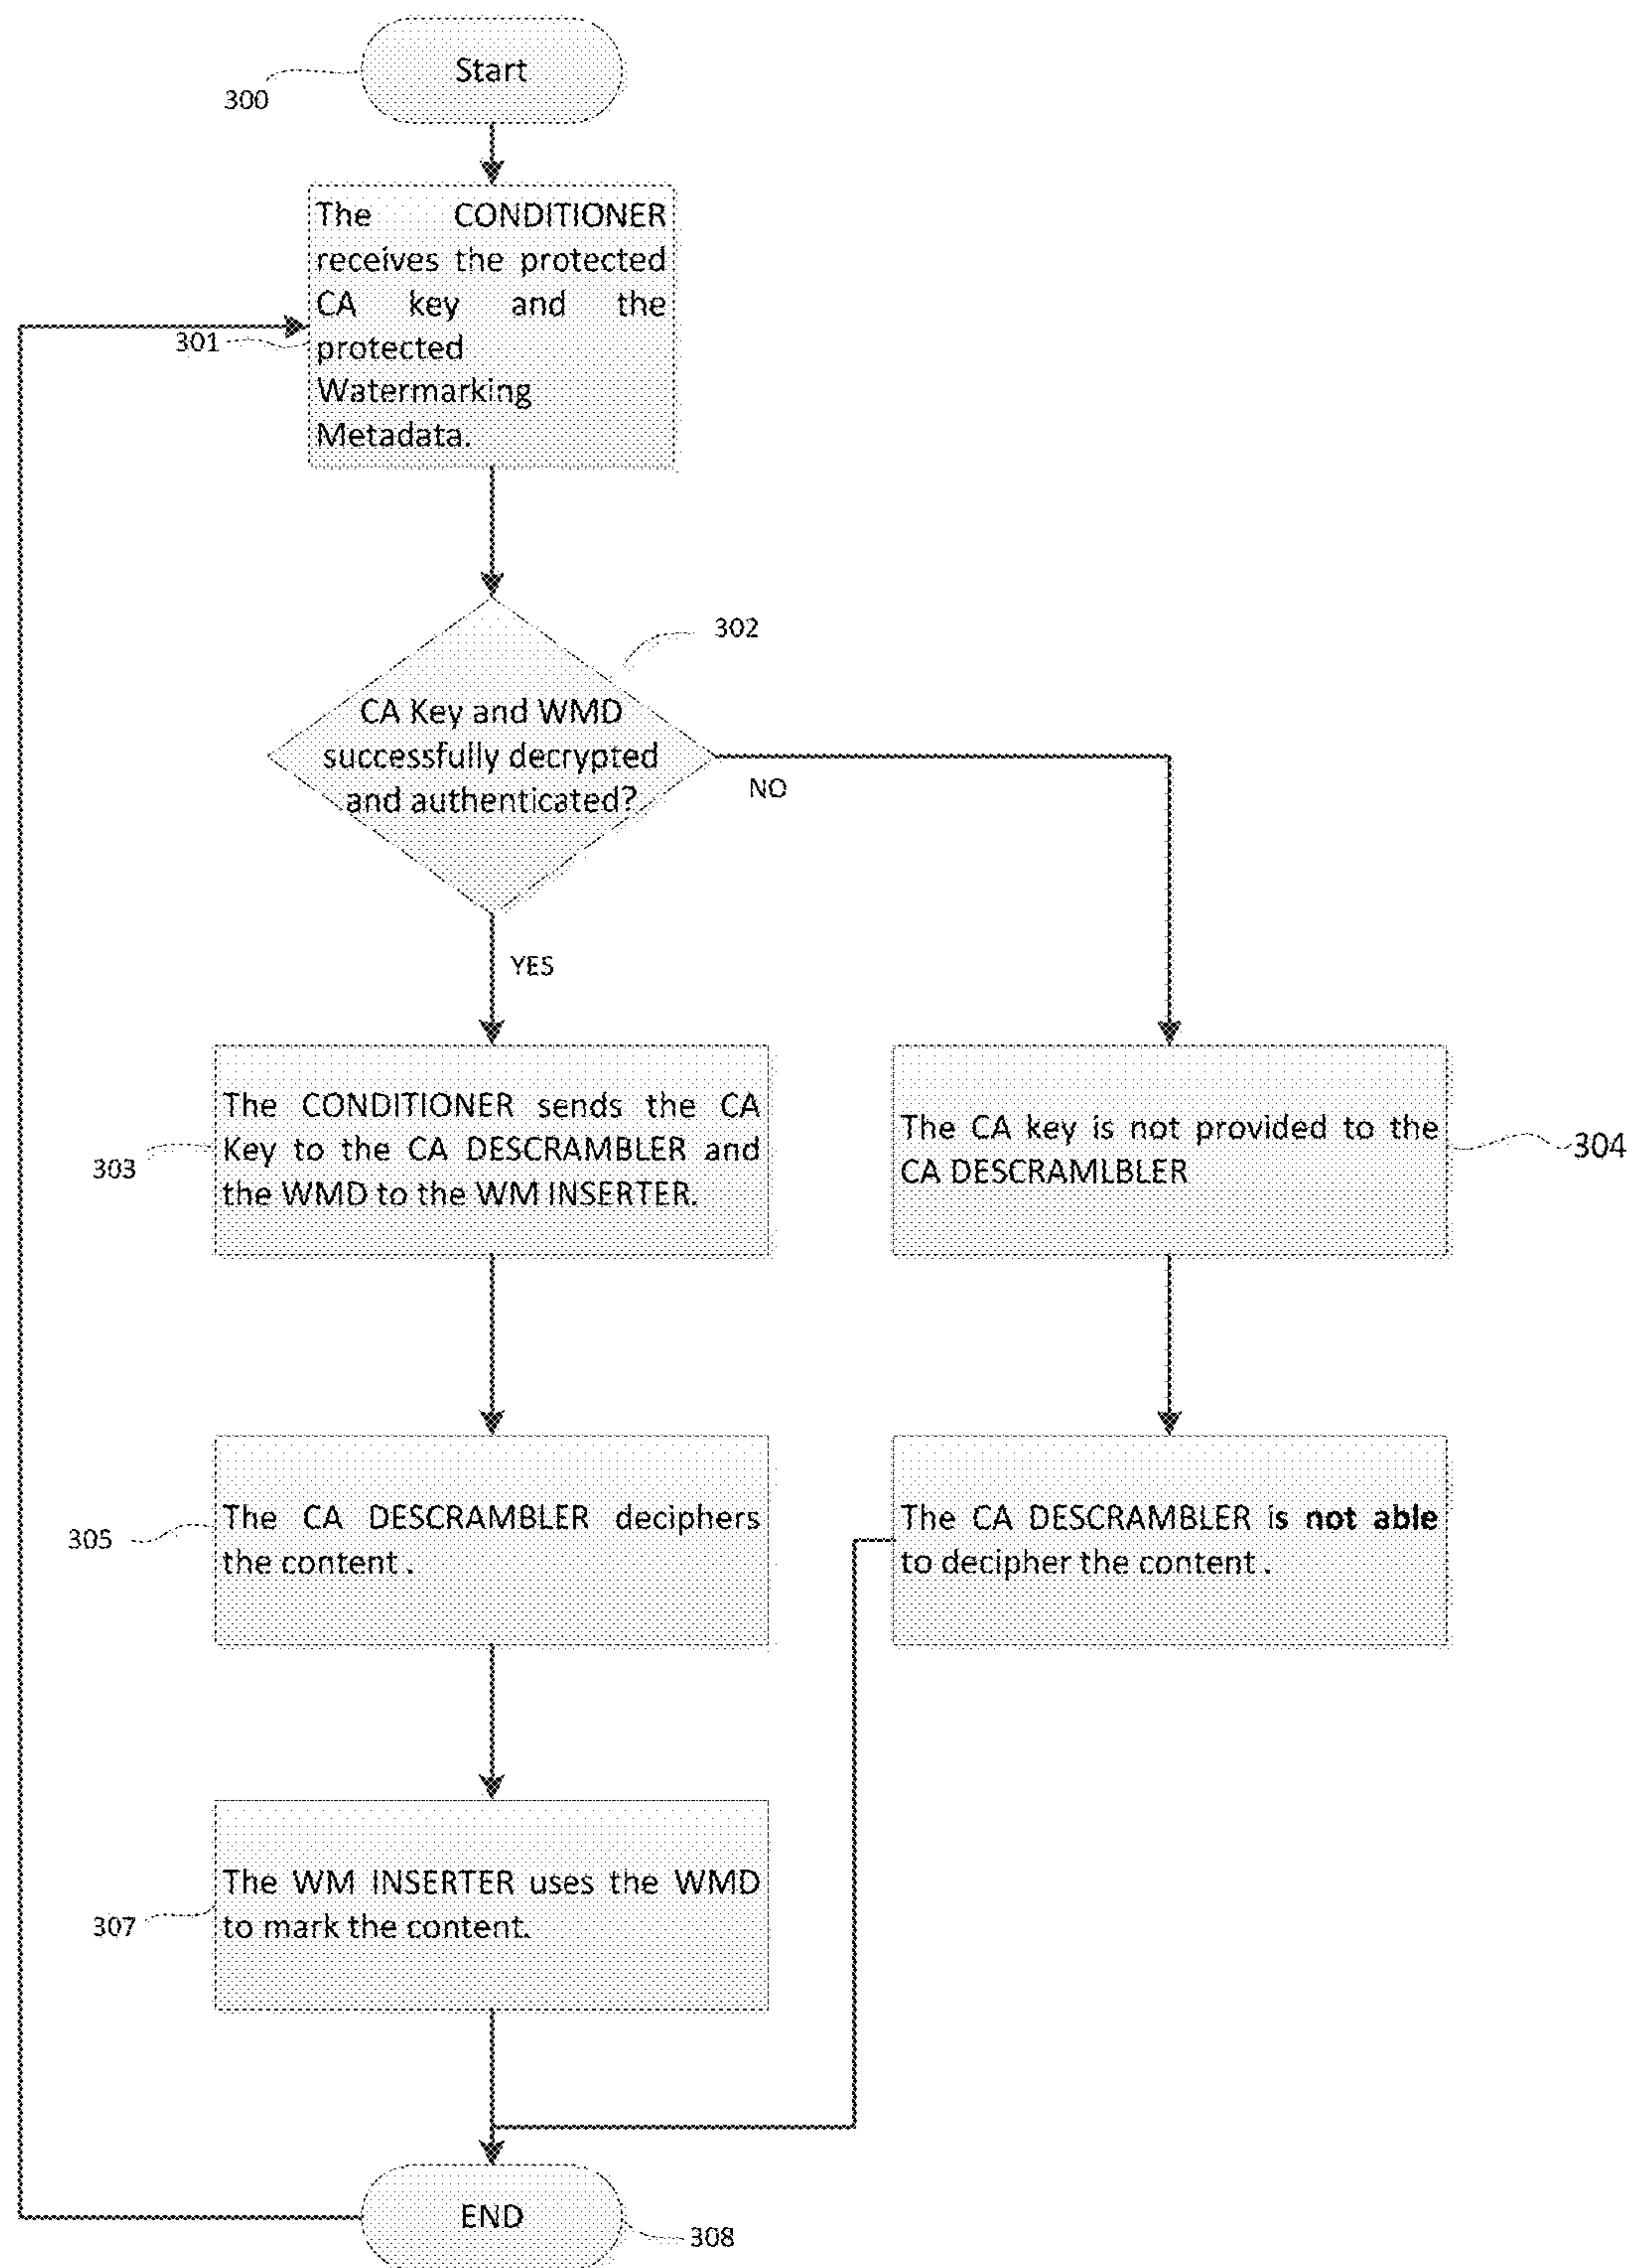 Start
300
The CONDITIONER
receives the protected
CA key and the
protected
Watermarking
Metadada.
301
302
CA Key and WMD
successfully decrypted
and authenticated?
NO
YES
The CONDITIONER sends the CA
Key to the CA DESCRAMBLER and
the WMD to the WM INSERTER.
303
The CA key is not provided to the
CA DESCRAMLBLER
304
The CA DESCRAMBLER deciphers
the content .
305
The CA DESCRAMBLER is not able
to decipher the content .
The WM INSERTER uses the WMD
to mark the content.
307
END
308